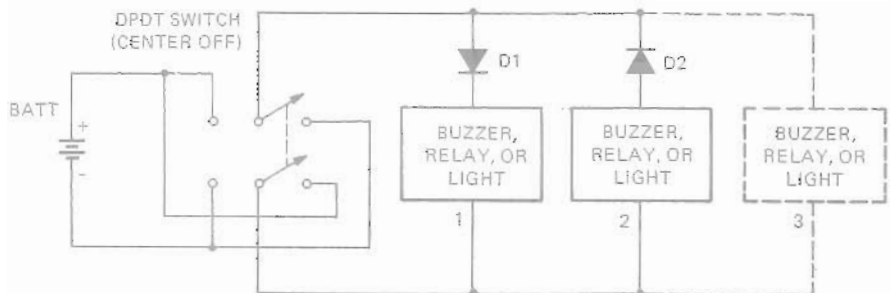 DPDT SWITCH
(CENTER OFF)
BATT
+
-
D1
D2
BUZZER,
RELAY, OR
LIGHT
1
BUZZER,
RELAY, OR
LIGHT
2
BUZZER,
RELAY, OR
LIGHT
3